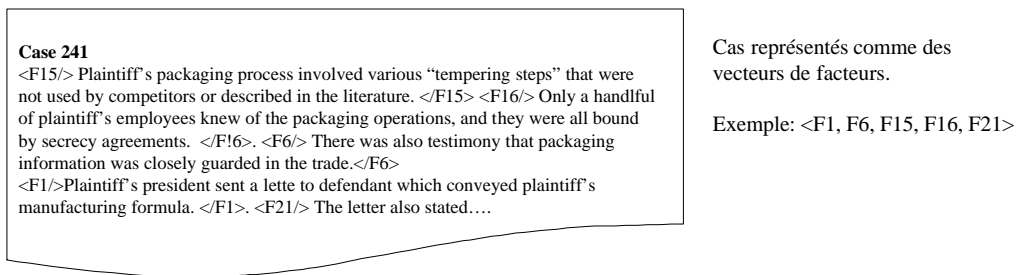 Case 241
<F15/> Plaintiff’s packaging process involved various “tempering steps” that were
not used by competitors or described in the literature. </F15> <F16/> Only a handlful
of plaintiff’s employees knew of the packaging operations, and they were all bound
by secrecy agreements.  </F!6>. <F6/> There was also testimony that packaging
information was closely guarded in the trade.</F6>
<F1/>Plaintiff’s president sent a lette to defendant which conveyed plaintiff’s
manufacturing formula. </F1>. <F21/> The letter also stated….
Cas représentés comme des
vecteurs de facteurs.
Exemple: <F1, F6, F15, F16, F21>